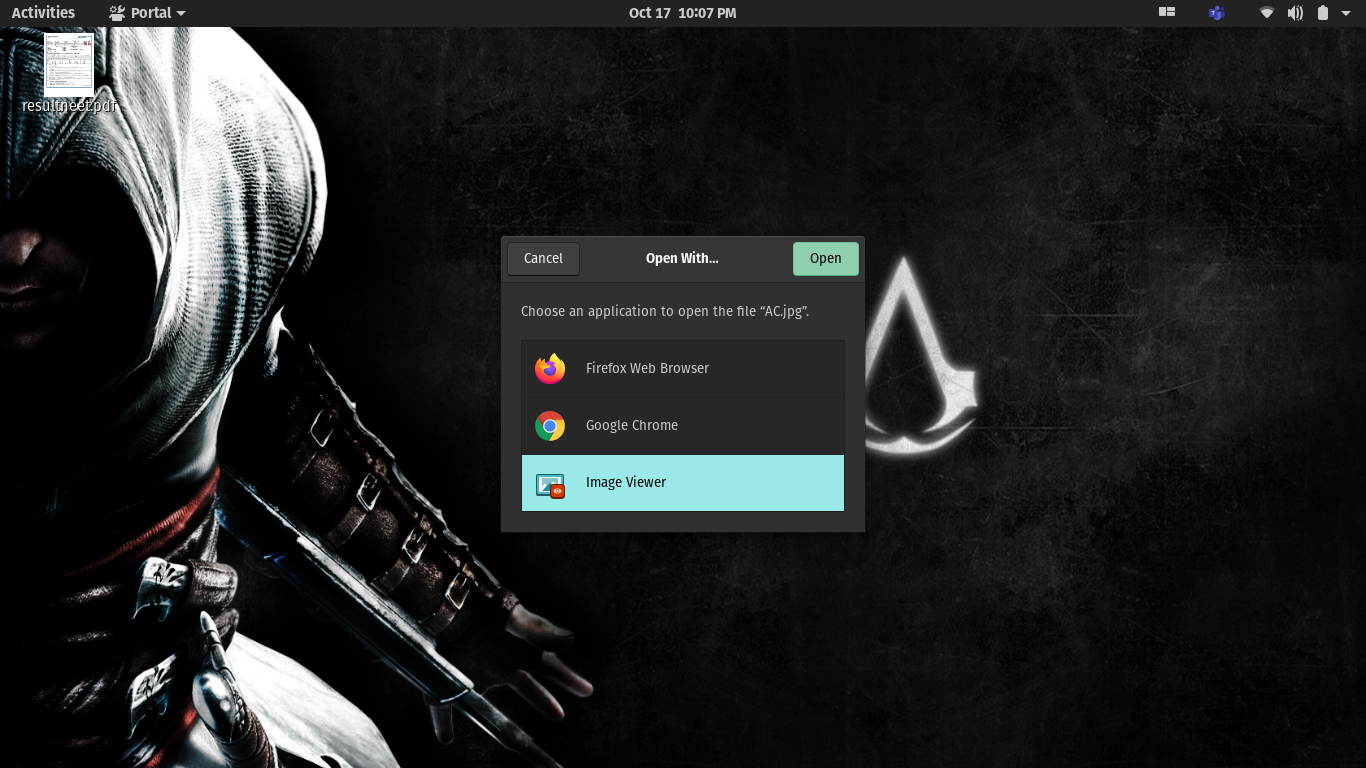 Activities Portal Oct 17 10:07 PM
resultneet.pdf
Cancel Open With... Open
Choose an application to open the file “AC.jpg”.
Firefox Web Browser
Google Chrome
Image Viewer